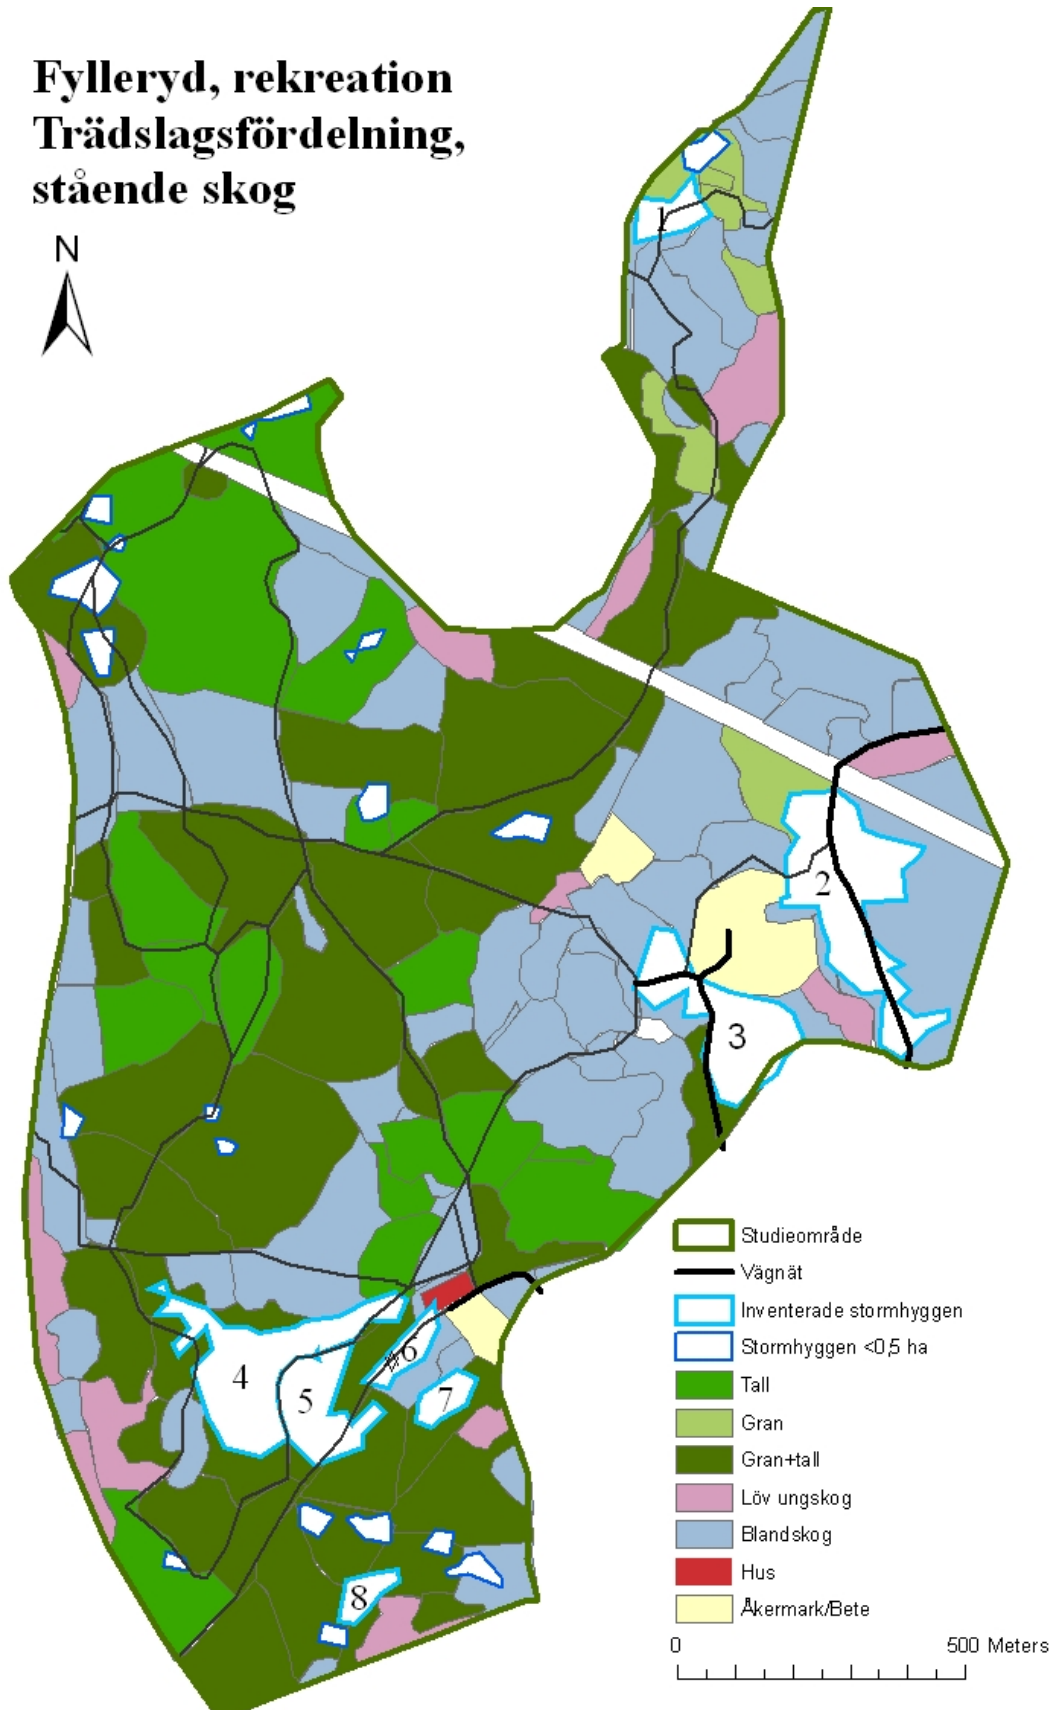 Fylleryd, rekreation
Trädslagsfördelning,
stående skog
N
1
2
3
4
5
6
7
8
Studieområde
Vägnät
Inventerade stormhyggen
Stormhyggen <0,5 ha
Tall
Gran
Gran+tall
Löv ungskog
Blandskog
Hus
Åkermark/Bete
0 500 Meters